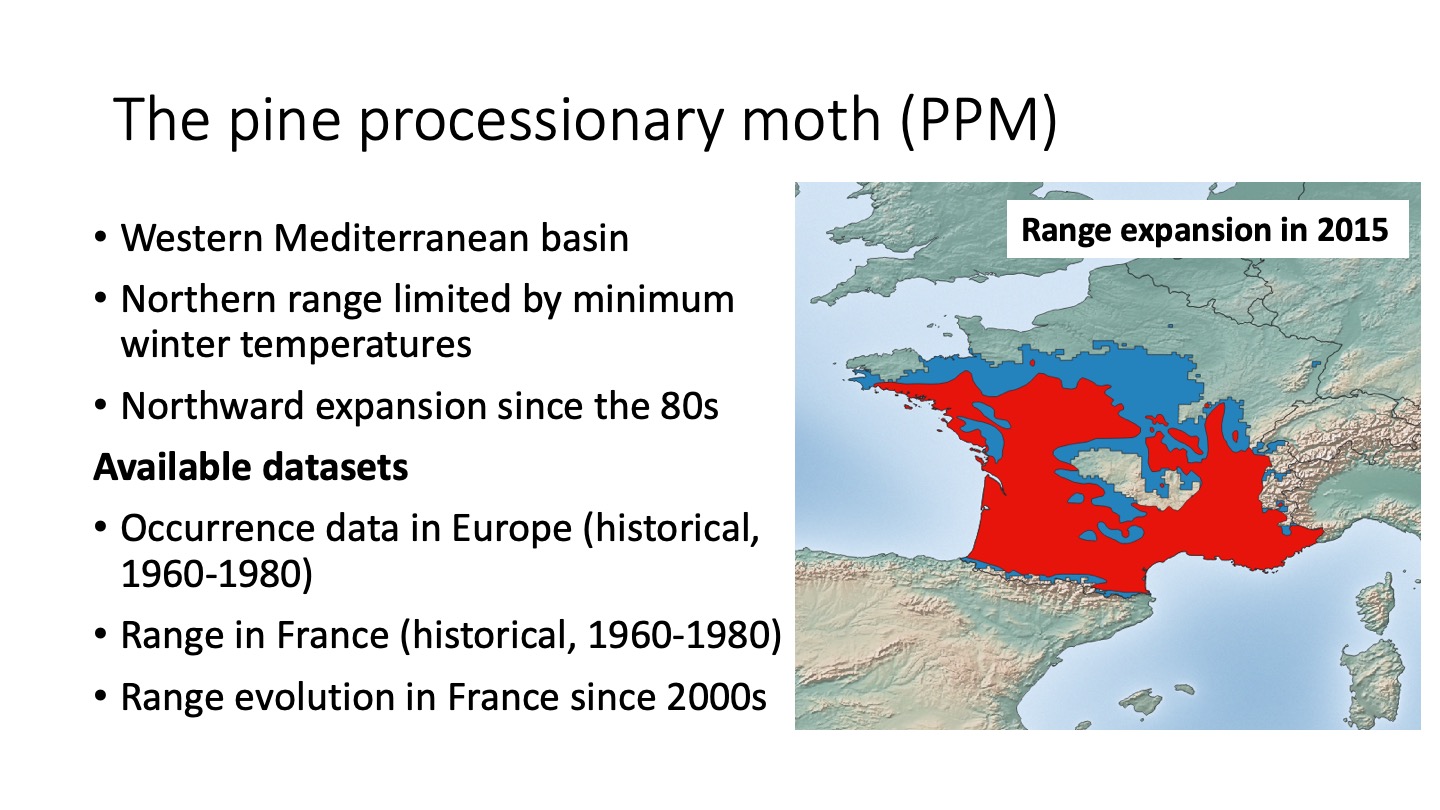 The pine processionary moth (PPM)
• Western Mediterranean basin
• Northern range limited by minimum
winter temperatures
• Northward expansion since the 80s
Available datasets
• Occurrence data in Europe (historical,
1960-1980)
• Range in France (historical, 1960-1980)
• Range evolution in France since 2000s
Range expansion in 2015